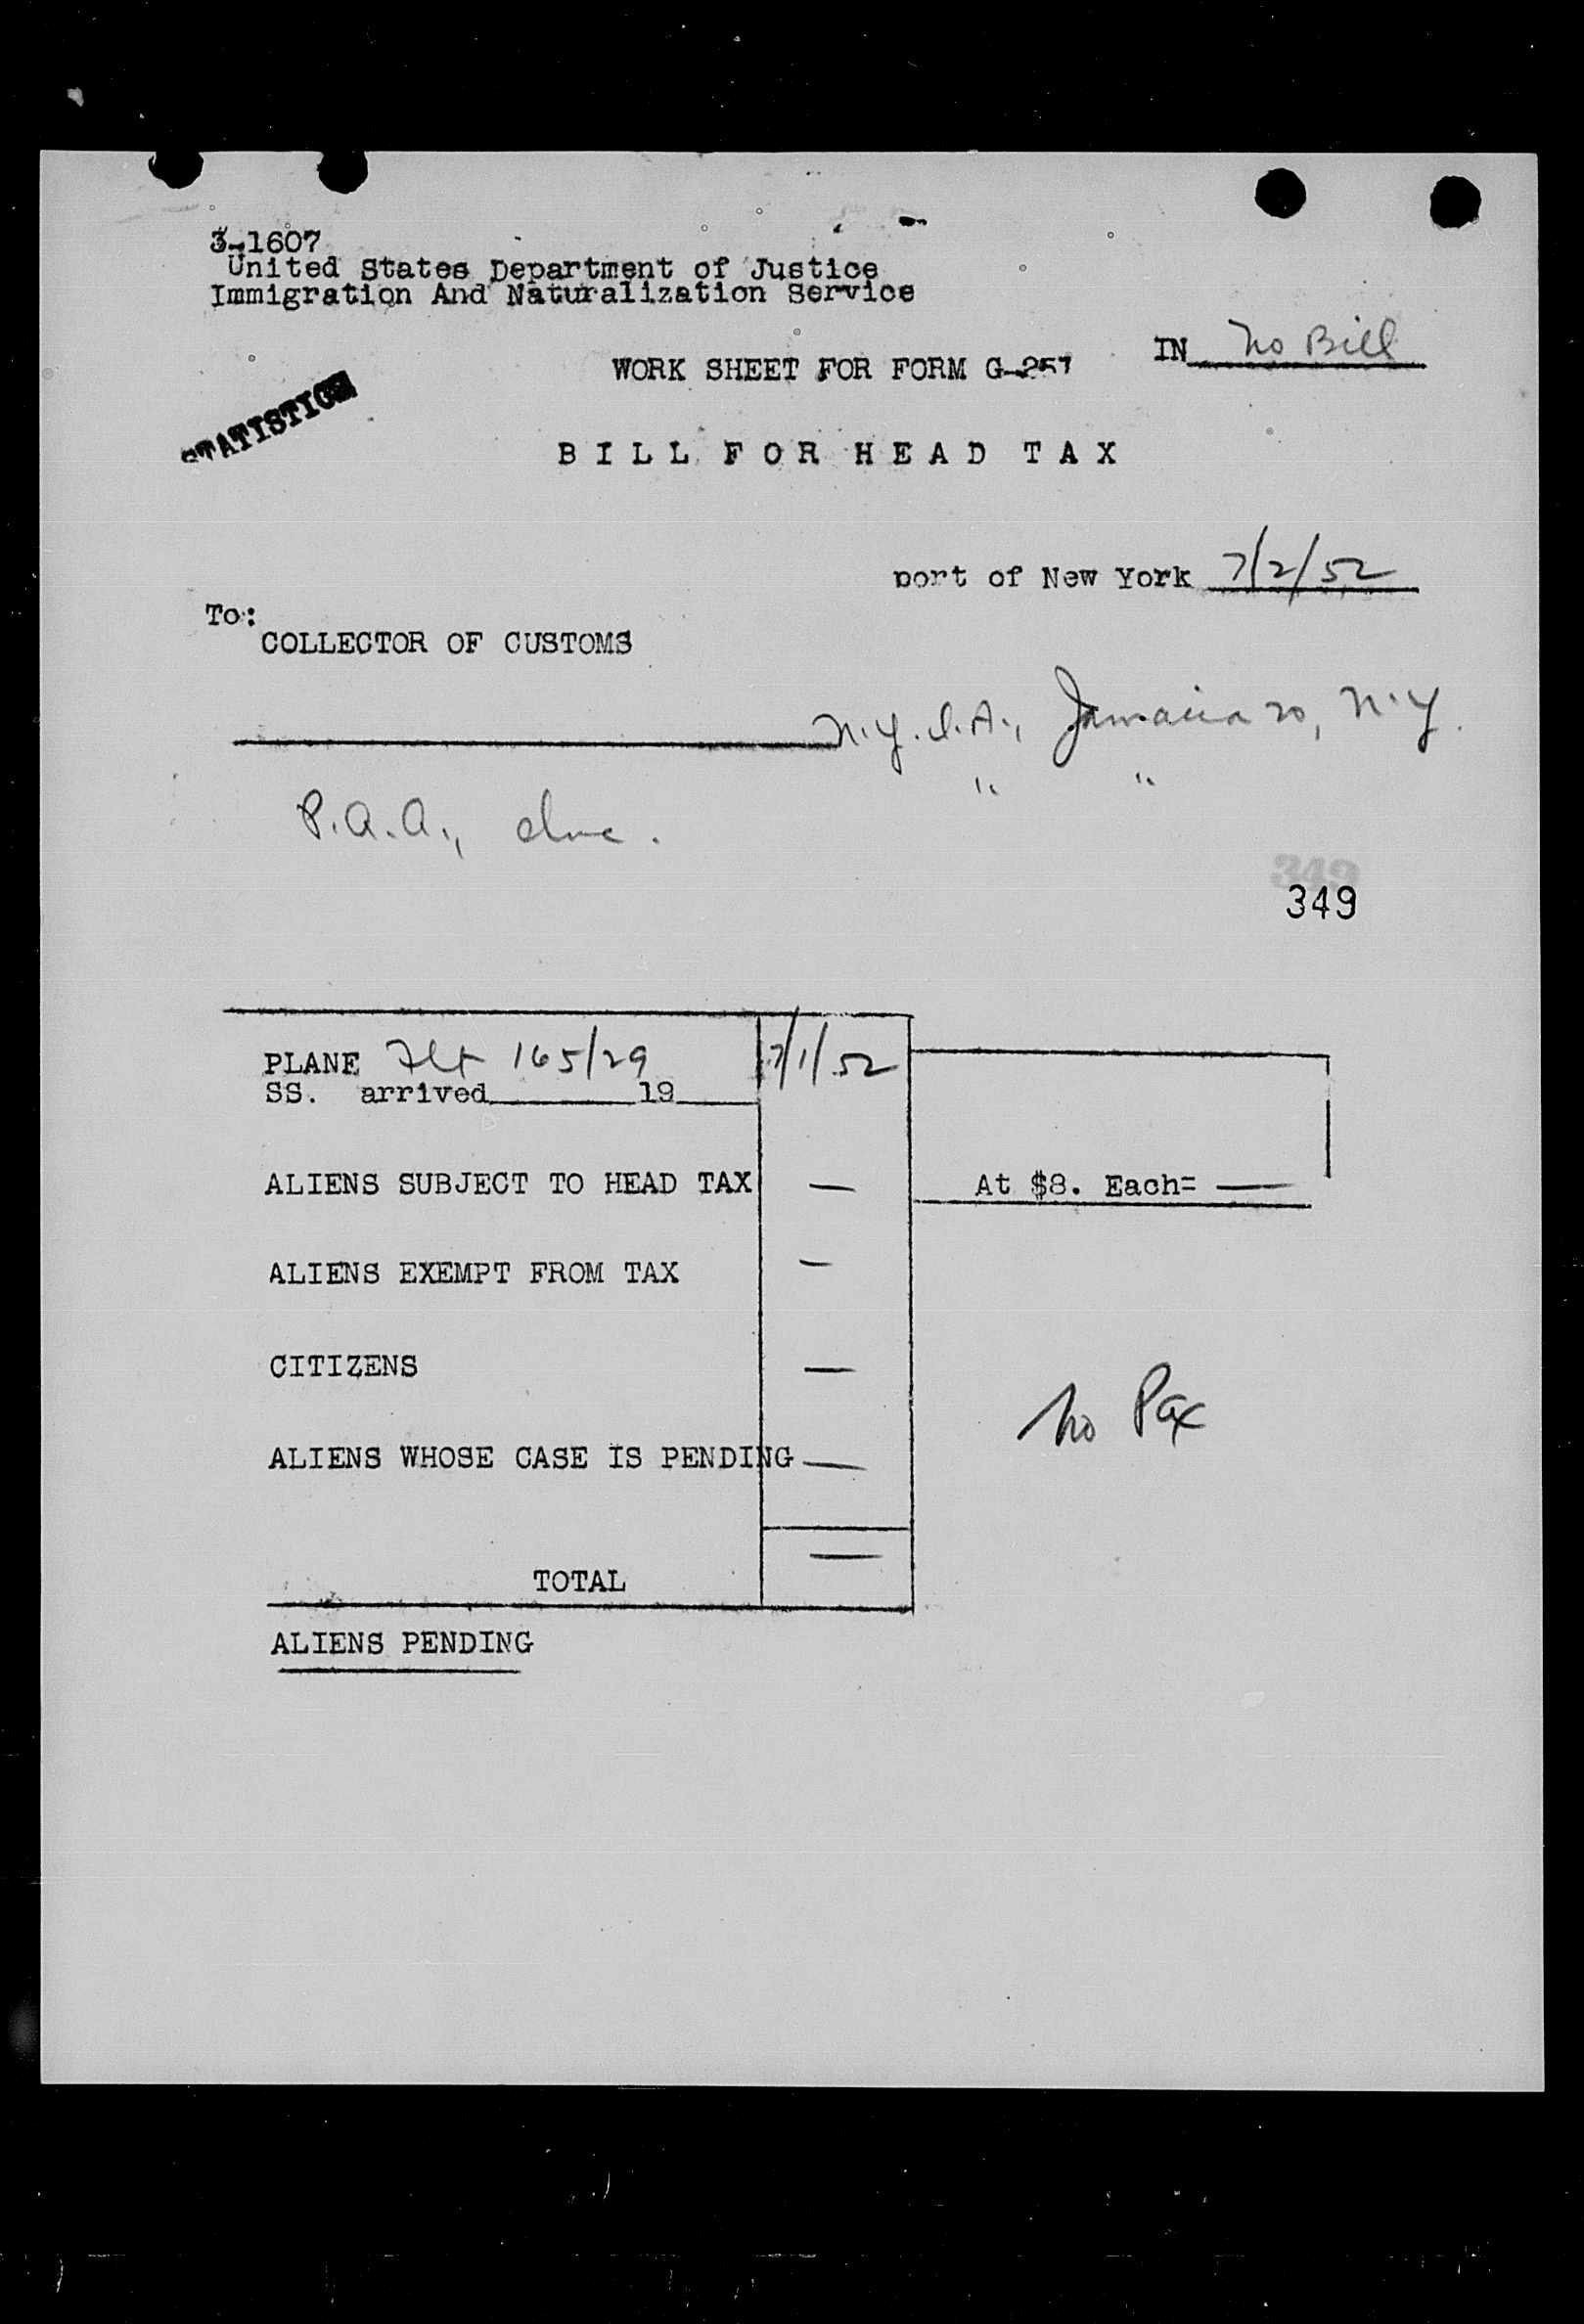 3-1607
United States Department of Justice
Immigration And Naturalization Service
IN No Bill
WORK SHEET FOR FORM G-257
STATISTICS
BILL FOR HEAD TAX
port of New York 7/2/52
To:
COLLECTOR OF CUSTOMS
N.Y.I.A., Jamaica 20, N.Y.
" "
P.A.A., Inc.
349
349
PLANE Flt 165/29 7/1/52
SS. arrived 19
ALIENS SUBJECT TO HEAD TAX — At $8. Each= —
ALIENS EXEMPT FROM TAX —
CITIZENS —
No Pax
ALIENS WHOSE CASE IS PENDING —
TOTAL —
ALIENS PENDING